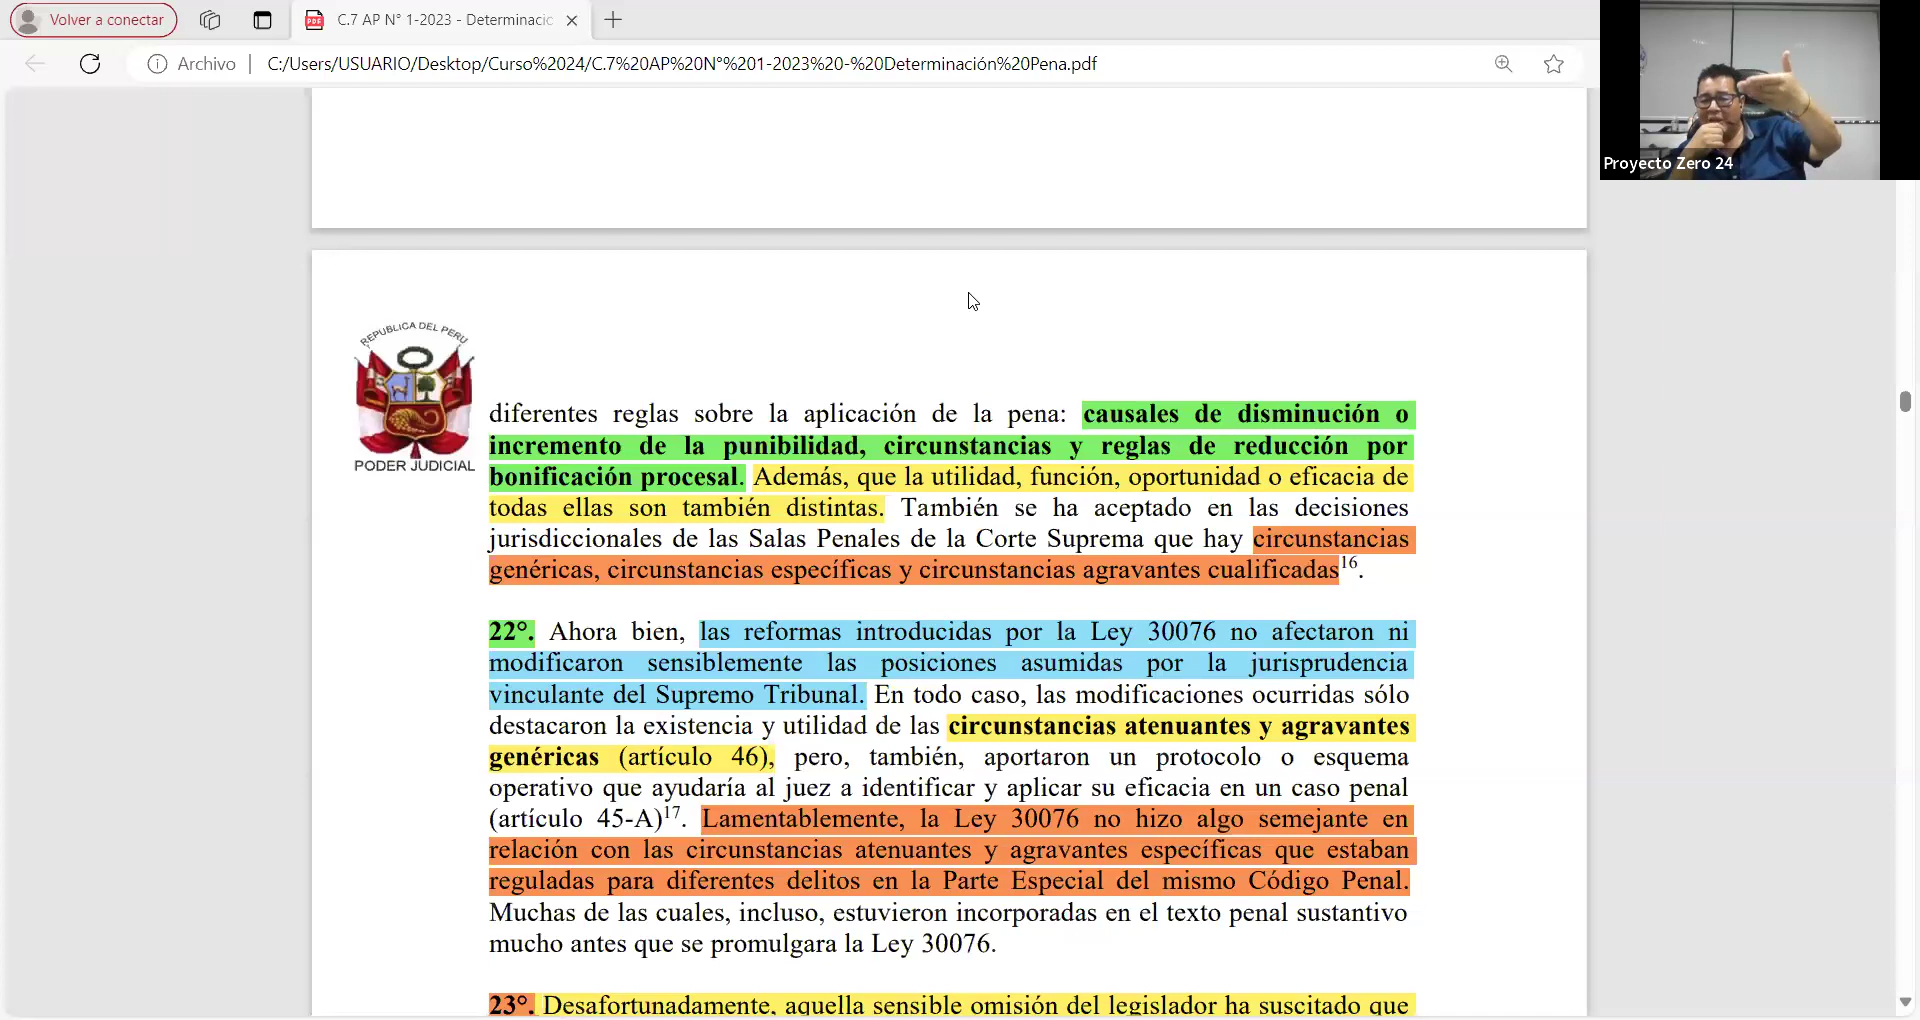 Volver a conectar
C.7 AP N° 1-2023 - Determinació
Archivo
C:/Users/USUARIO/Desktop/Curso%2024/C.7%20AP%20N°%201-2023%20-%20Determinación%20Pena.pdf
Proyecto Zero 24
REPUBLICA DEL PERU
PODER JUDICIAL
diferentes reglas sobre la aplicación de la pena: causales de disminución o
incremento de la punibilidad, circunstancias y reglas de reducción por
bonificación procesal. Además, que la utilidad, función, oportunidad o eficacia de
todas ellas son también distintas. También se ha aceptado en las decisiones
jurisdiccionales de las Salas Penales de la Corte Suprema que hay circunstancias
genéricas, circunstancias específicas y circunstancias agravantes cualificadas16.
22°. Ahora bien, las reformas introducidas por la Ley 30076 no afectaron ni
modificaron sensiblemente las posiciones asumidas por la jurisprudencia
vinculante del Supremo Tribunal. En todo caso, las modificaciones ocurridas sólo
destacaron la existencia y utilidad de las circunstancias atenuantes y agravantes
genéricas (artículo 46), pero, también, aportaron un protocolo o esquema
operativo que ayudaría al juez a identificar y aplicar su eficacia en un caso penal
(artículo 45-A)17. Lamentablemente, la Ley 30076 no hizo algo semejante en
relación con las circunstancias atenuantes y agravantes específicas que estaban
reguladas para diferentes delitos en la Parte Especial del mismo Código Penal.
Muchas de las cuales, incluso, estuvieron incorporadas en el texto penal sustantivo
mucho antes que se promulgara la Ley 30076.
23°. Desafortunadamente, aquella sensible omisión del legislador ha suscitado que